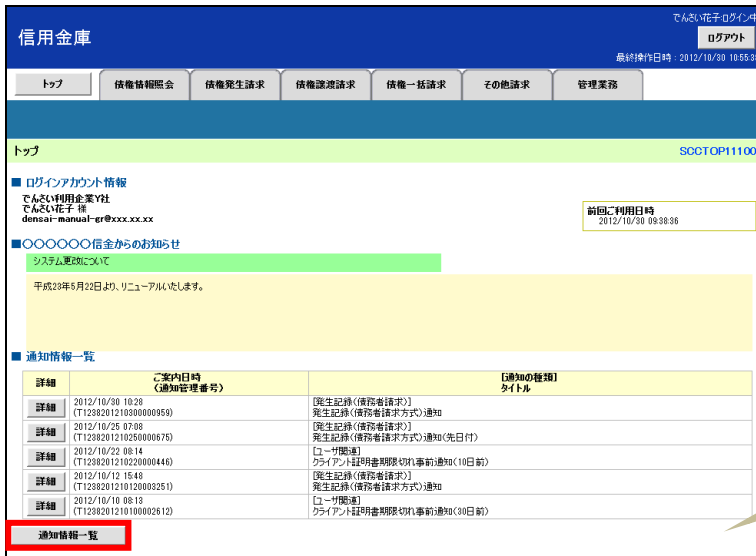 でんさい花子:ログイン中
信用金庫
ログアウト
最終操作日時：2012/10/30 10:55:3
トップ
債権情報照会
債権発生請求
債権譲渡請求
債権一括請求
その他請求
管理業務
トップ
SCCTOP11100
■ ログインアカウント情報
でんさい利用企業Y社
でんさい花子 様
densai-manual-gr@xxx.xx.xx
前回ご利用日時
2012/10/30 09:38:36
■〇〇〇〇〇〇信金からのお知らせ
システム更改について
平成23年5月22日より、リニューアルいたします。
■ 通知情報一覧
詳細
ご案内日時
（通知管理番号）
[通知の種類]
タイトル
詳細
2012/10/30 10:28
(T1238201210300000959)
[発生記録(債務者請求)]
発生記録(債務者請求方式)通知
詳細
2012/10/25 07:08
(T1238201210250000675)
[発生記録(債務者請求)]
発生記録(債務者請求方式)通知(先日付)
詳細
2012/10/22 08:14
(T1238201210220000446)
[ユーザ関連]
クライアント証明書期限切れ事前通知(10日前)
詳細
2012/10/12 15:48
(T1238201210120003251)
[発生記録(債務者請求)]
発生記録(債務者請求方式)通知
詳細
2012/10/10 08:13
(T1238201210100002612)
[ユーザ関連]
クライアント証明書期限切れ事前通知(30日前)
通知情報一覧